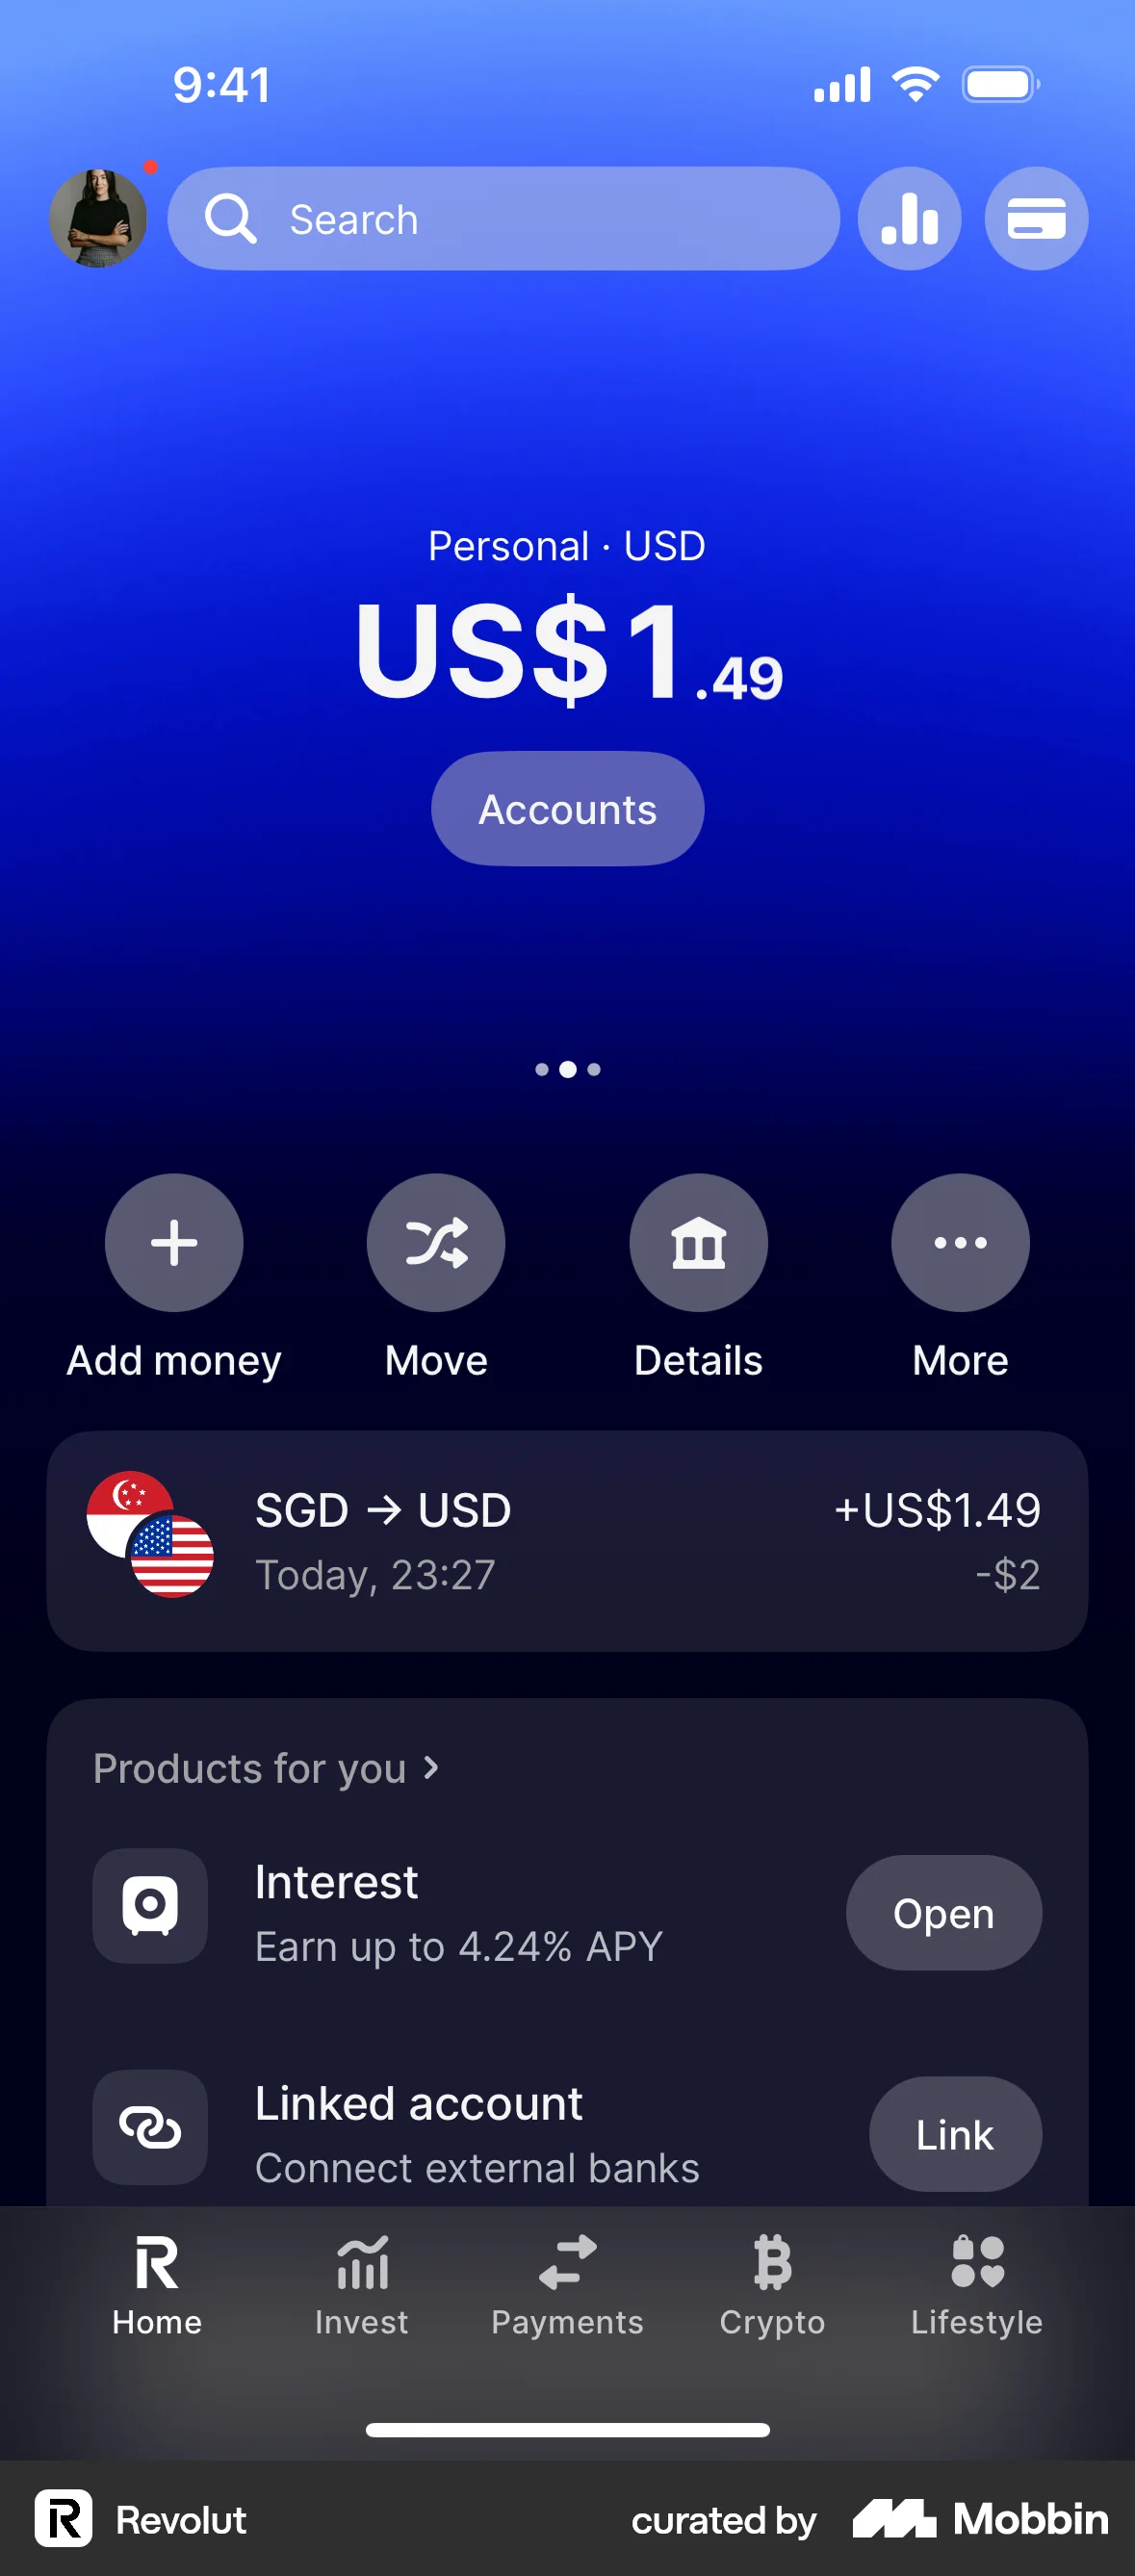 9:41
Search
Personal · USD
US$1.49
Accounts
Add money
Move
Details
More
SGD → USD
+US$1.49
Today, 23:27
-$2
Products for you
Interest
Earn up to 4.24% APY
Open
Linked account
Connect external banks
Link
Home
Invest
Payments
Crypto
Lifestyle
Revolut
curated by
Mobbin